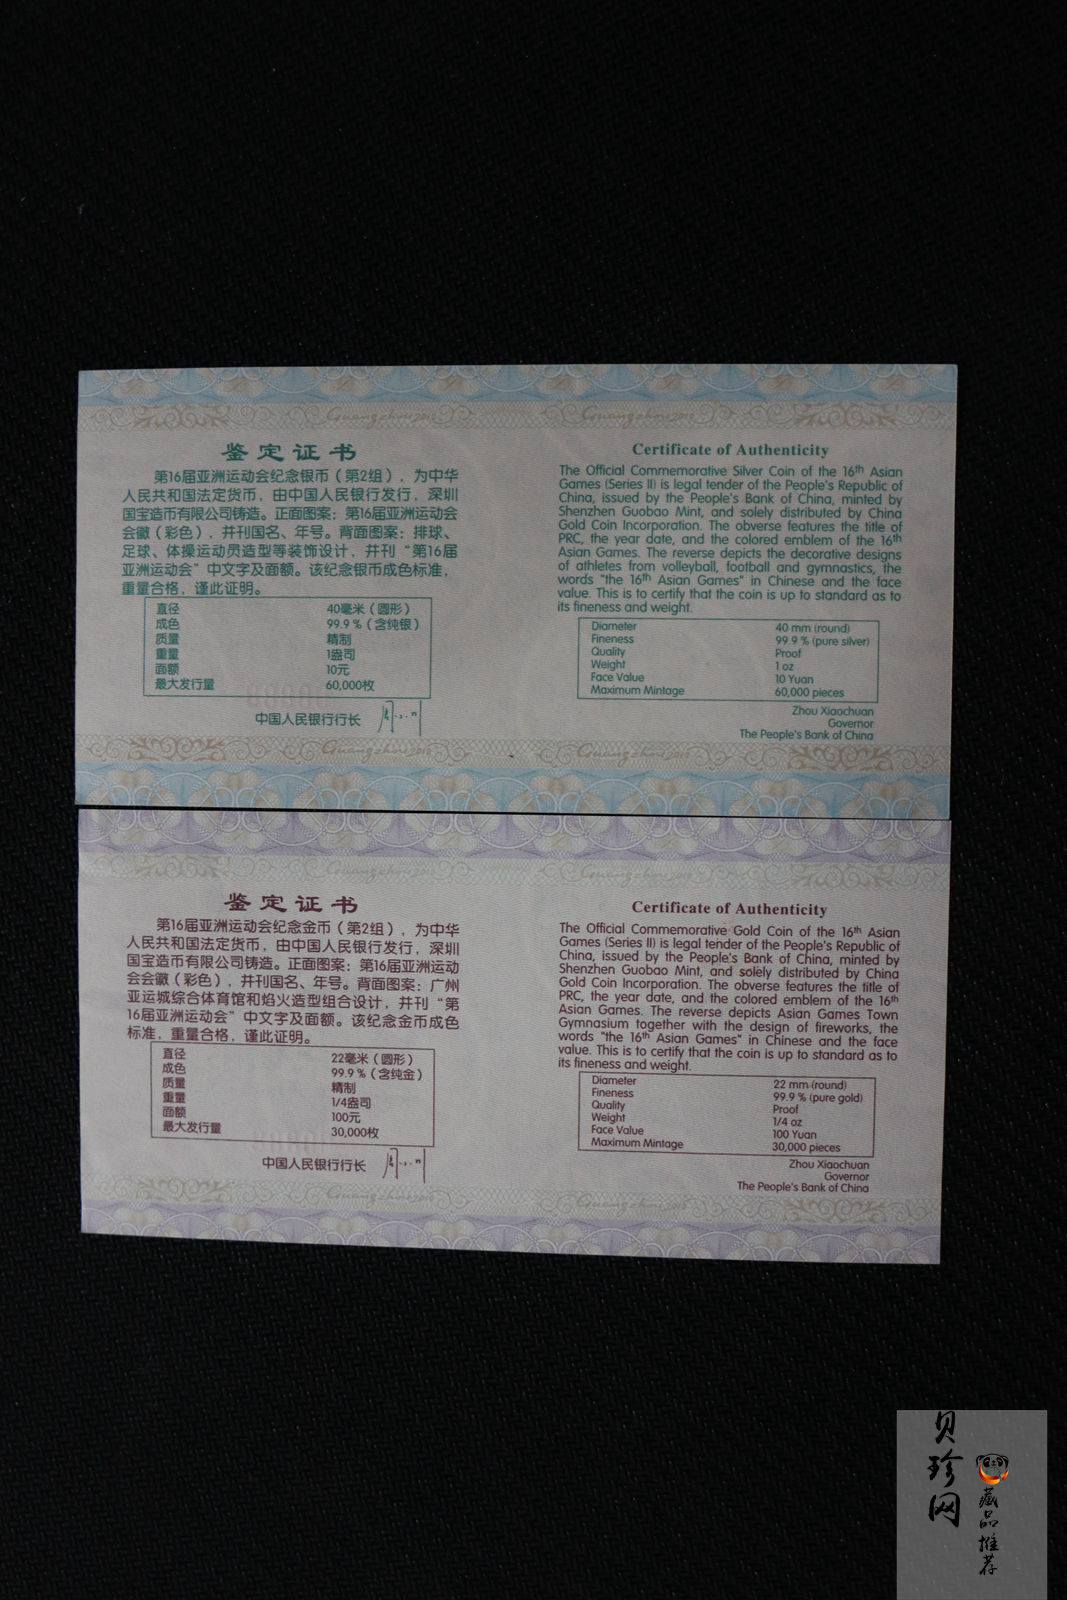 Guangzhou2010 Guangzhou2010
鉴定证书
第16届亚洲运动会纪念银币（第2组），为中华
人民共和国法定货币，由中国人民银行发行，深圳
国宝造币有限公司铸造。正面图案：第16届亚洲运动会
会徽（彩色），并刊国名、年号。背面图案：排球、
足球、体操运动员造型等装饰设计，并刊“第16届
亚洲运动会”中文字及面额。该纪念银币成色标准，
重量合格，谨此证明。
直径 40毫米（圆形）
成色 99.9％（含纯银）
质量 精制
重量 1盎司
面额 10元
最大发行量 60,000枚
中国人民银行行长
Certificate of Authenticity
The Official Commemorative Silver Coin of the 16th Asian
Games (Series II) is legal tender of the People's Republic of
China, issued by the People's Bank of China, minted by
Shenzhen Guobao Mint, and solely distributed by China
Gold Coin Incorporation. The obverse features the title of
PRC, the year date, and the colored emblem of the 16th
Asian Games. The reverse depicts the decorative designs
of athletes from volleyball, football and gymnastics, the
words "the 16th Asian Games" in Chinese and the face
value. This is to certify that the coin is up to standard as to
its fineness and weight.
Diameter 40 mm (round)
Fineness 99.9 % (pure silver)
Quality Proof
Weight 1 oz
Face Value 10 Yuan
Maximum Mintage 60,000 pieces
Zhou Xiaochuan
Governor
The People's Bank of China
Guangzhou2010 Guangzhou2010
Guangzhou2010 Guangzhou2010
鉴定证书
第16届亚洲运动会纪念金币（第2组），为中华
人民共和国法定货币，由中国人民银行发行，深圳
国宝造币有限公司铸造。正面图案：第16届亚洲运动
会会徽（彩色），并刊国名、年号。背面图案：广州
亚运城综合体育馆和焰火造型组合设计，并刊“第
16届亚洲运动会”中文字及面额。该纪念金币成色
标准，重量合格，谨此证明。
直径 22毫米（圆形）
成色 99.9％（含纯金）
质量 精制
重量 1/4盎司
面额 100元
最大发行量 30,000枚
中国人民银行行长
Certificate of Authenticity
The Official Commemorative Gold Coin of the 16th Asian
Games (Series II) is legal tender of the People's Republic of
China, issued by the People's Bank of China, minted by
Shenzhen Guobao Mint, and solely distributed by China
Gold Coin Incorporation. The obverse features the title of
PRC, the year date, and the colored emblem of the 16th
Asian Games. The reverse depicts Asian Games Town
Gymnasium together with the design of fireworks, the
words "the 16th Asian Games" in Chinese and the face
value. This is to certify that the coin is up to standard as to
its fineness and weight.
Diameter 22 mm (round)
Fineness 99.9 % (pure gold)
Quality Proof
Weight 1/4 oz
Face Value 100 Yuan
Maximum Mintage 30,000 pieces
Zhou Xiaochuan
Governor
The People's Bank of China
Guangzhou2010 Guangzhou2010
贝珍网
藏品推荐